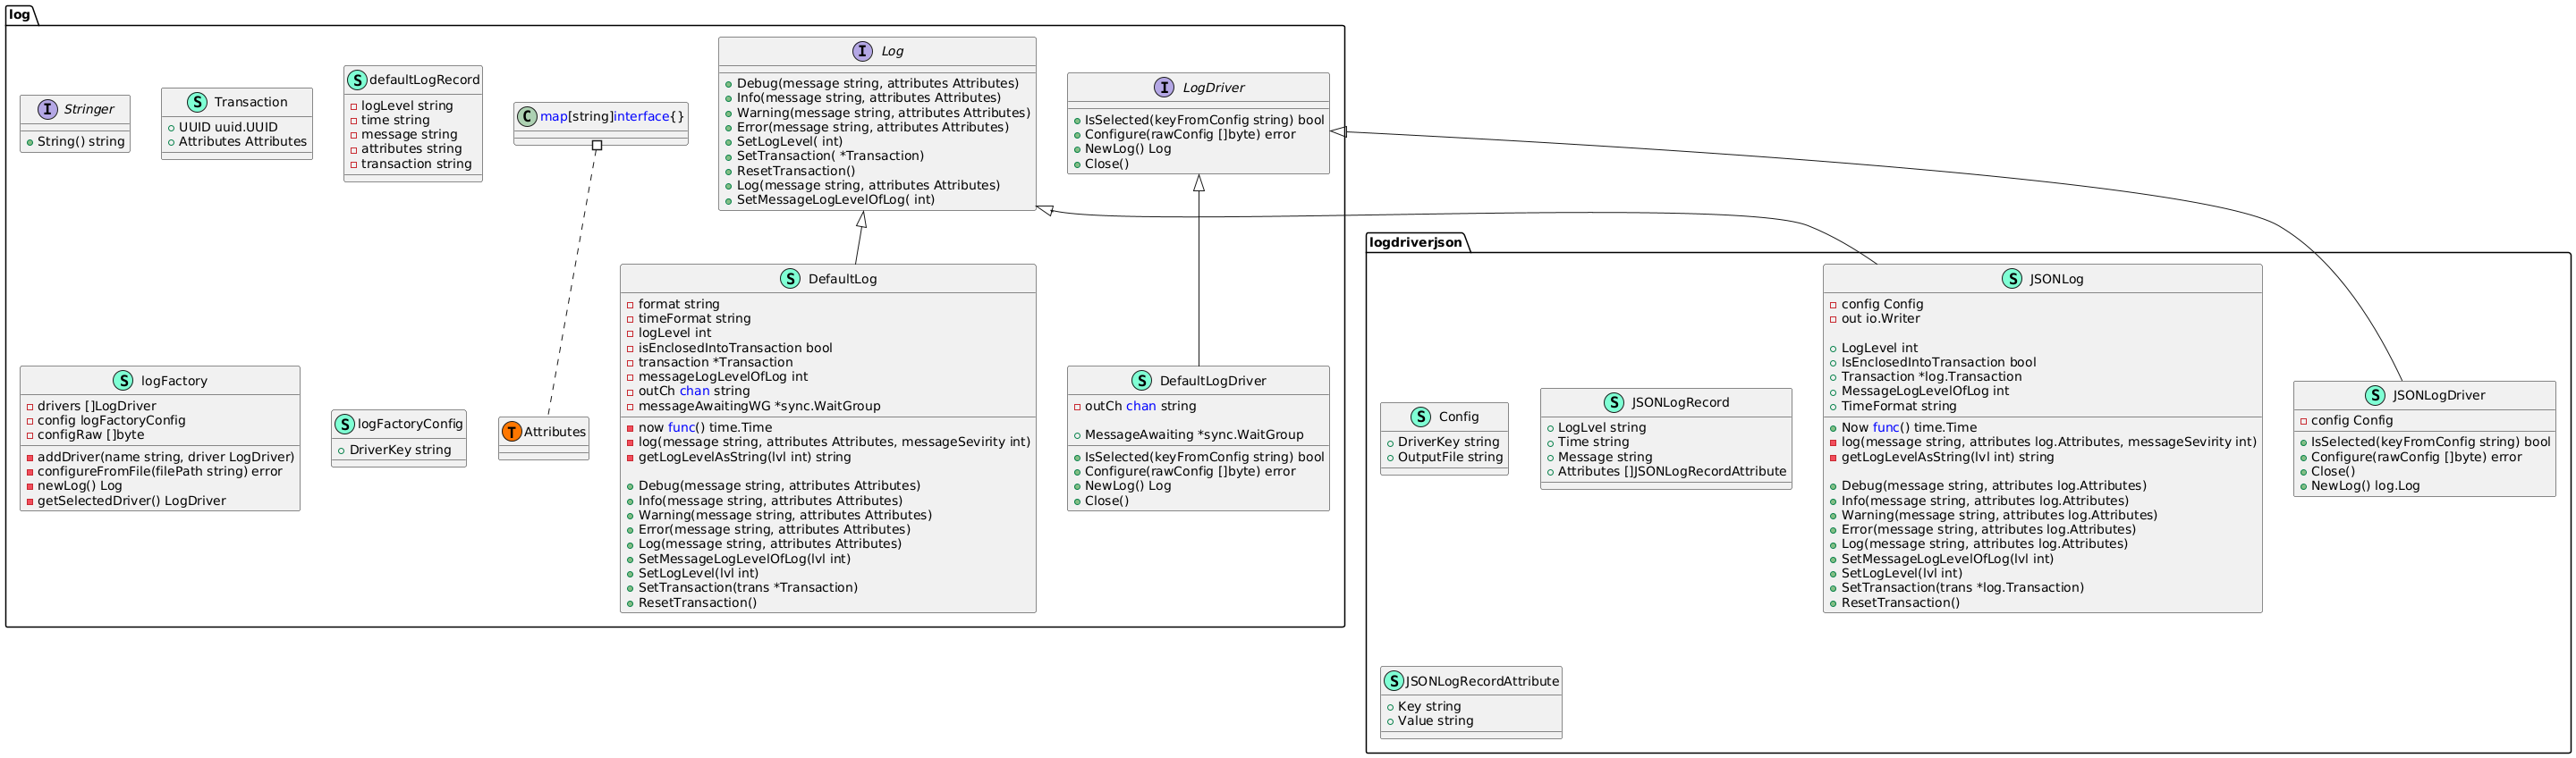 log
I Stringer
String() string
S Transaction
UUID uuid.UUID
Attributes Attributes
S defaultLogRecord
logLevel string
time string
message string
attributes string
transaction string
C map[string]interface{}
I Log
Debug(message string, attributes Attributes)
Info(message string, attributes Attributes)
Warning(message string, attributes Attributes)
Error(message string, attributes Attributes)
SetLogLevel( int)
SetTransaction( *Transaction)
ResetTransaction()
Log(message string, attributes Attributes)
SetMessageLogLevelOfLog( int)
I LogDriver
IsSelected(keyFromConfig string) bool
Configure(rawConfig []byte) error
NewLog() Log
Close()
S logFactory
drivers []LogDriver
config logFactoryConfig
configRaw []byte
addDriver(name string, driver LogDriver)
configureFromFile(filePath string) error
newLog() Log
getSelectedDriver() LogDriver
S logFactoryConfig
DriverKey string
T Attributes
S DefaultLog
format string
timeFormat string
logLevel int
isEnclosedIntoTransaction bool
transaction *Transaction
messageLogLevelOfLog int
outCh chan string
messageAwaitingWG *sync.WaitGroup
now func() time.Time
log(message string, attributes Attributes, messageSevirity int)
getLogLevelAsString(lvl int) string
Debug(message string, attributes Attributes)
Info(message string, attributes Attributes)
Warning(message string, attributes Attributes)
Error(message string, attributes Attributes)
Log(message string, attributes Attributes)
SetMessageLogLevelOfLog(lvl int)
SetLogLevel(lvl int)
SetTransaction(trans *Transaction)
ResetTransaction()
S DefaultLogDriver
outCh chan string
MessageAwaiting *sync.WaitGroup
IsSelected(keyFromConfig string) bool
Configure(rawConfig []byte) error
NewLog() Log
Close()
logdriverjson
S Config
DriverKey string
OutputFile string
S JSONLogRecord
LogLvel string
Time string
Message string
Attributes []JSONLogRecordAttribute
S JSONLog
config Config
out io.Writer
LogLevel int
IsEnclosedIntoTransaction bool
Transaction *log.Transaction
MessageLogLevelOfLog int
TimeFormat string
Now func() time.Time
log(message string, attributes log.Attributes, messageSevirity int)
getLogLevelAsString(lvl int) string
Debug(message string, attributes log.Attributes)
Info(message string, attributes log.Attributes)
Warning(message string, attributes log.Attributes)
Error(message string, attributes log.Attributes)
Log(message string, attributes log.Attributes)
SetMessageLogLevelOfLog(lvl int)
SetLogLevel(lvl int)
SetTransaction(trans *log.Transaction)
ResetTransaction()
S JSONLogDriver
config Config
IsSelected(keyFromConfig string) bool
Configure(rawConfig []byte) error
Close()
NewLog() log.Log
S JSONLogRecordAttribute
Key string
Value string